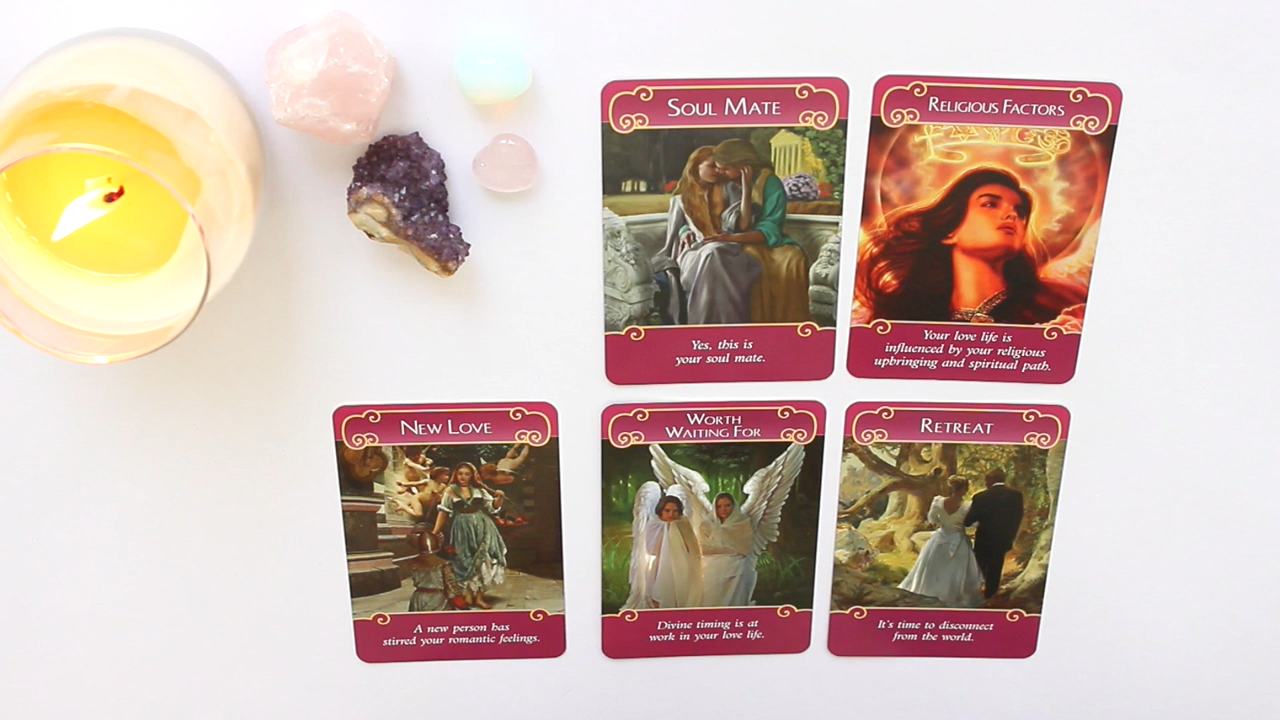 SOUL MATE
Yes, this is
your soul mate.
RELIGIOUS FACTORS
Your love life is
influenced by your religious
upbringing and spiritual path.
NEW LOVE
A new person has
stirred your romantic feelings.
WORTH
WAITING FOR
Divine timing is at
work in your love life.
RETREAT
It's time to disconnect
from the world.